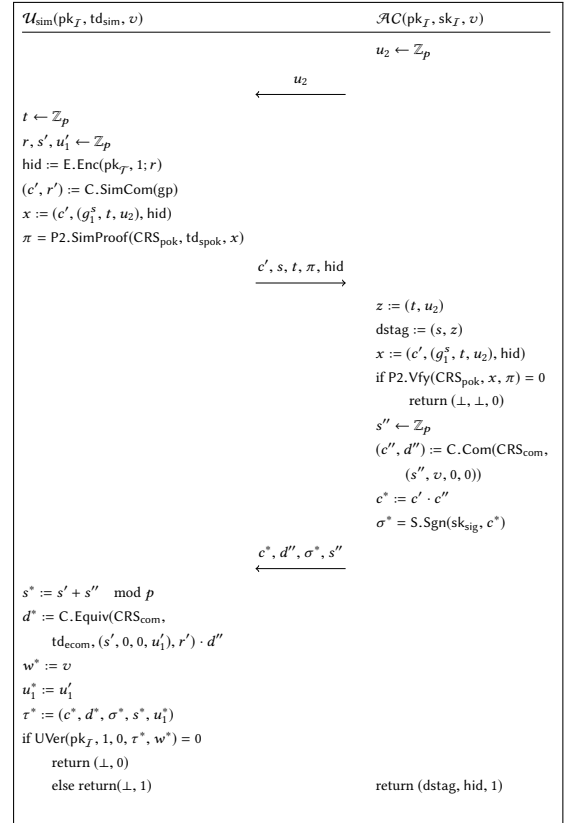 𝒰sim(pk𝓘, tdsim, v)    𝒜𝒞(pk𝓘, sk𝓘, v)
u₂ ← ℤₚ
u₂
t ← ℤₚ
r, s′, u′₁ ← ℤₚ
hid := E.Enc(pk𝒯, 1; r)
(c′, r′) := C.SimCom(gp)
x := (c′, (g₁ˢ, t, u₂), hid)
π = P2.SimProof(CRSpok, tdspok, x)
c′, s, t, π, hid
z := (t, u₂)
dstag := (s, z)
x := (c′, (g₁ˢ, t, u₂), hid)
if P2.Vfy(CRSpok, x, π) = 0
return (⊥, ⊥, 0)
s″ ← ℤₚ
(c″, d″) := C.Com(CRScom,
(s″, v, 0, 0))
c* := c′ · c″
σ* = S.Sgn(sksig, c*)
c*, d″, σ*, s″
s* := s′ + s″ mod p
d* := C.Equiv(CRScom,
tdecom, (s′, 0, 0, u′₁), r′) · d″
w* := v
u₁* := u′₁
τ* := (c*, d*, σ*, s*, u₁*)
if UVer(pk𝓘, 1, 0, τ*, w*) = 0
return (⊥, 0)
else return(⊥, 1)    return (dstag, hid, 1)